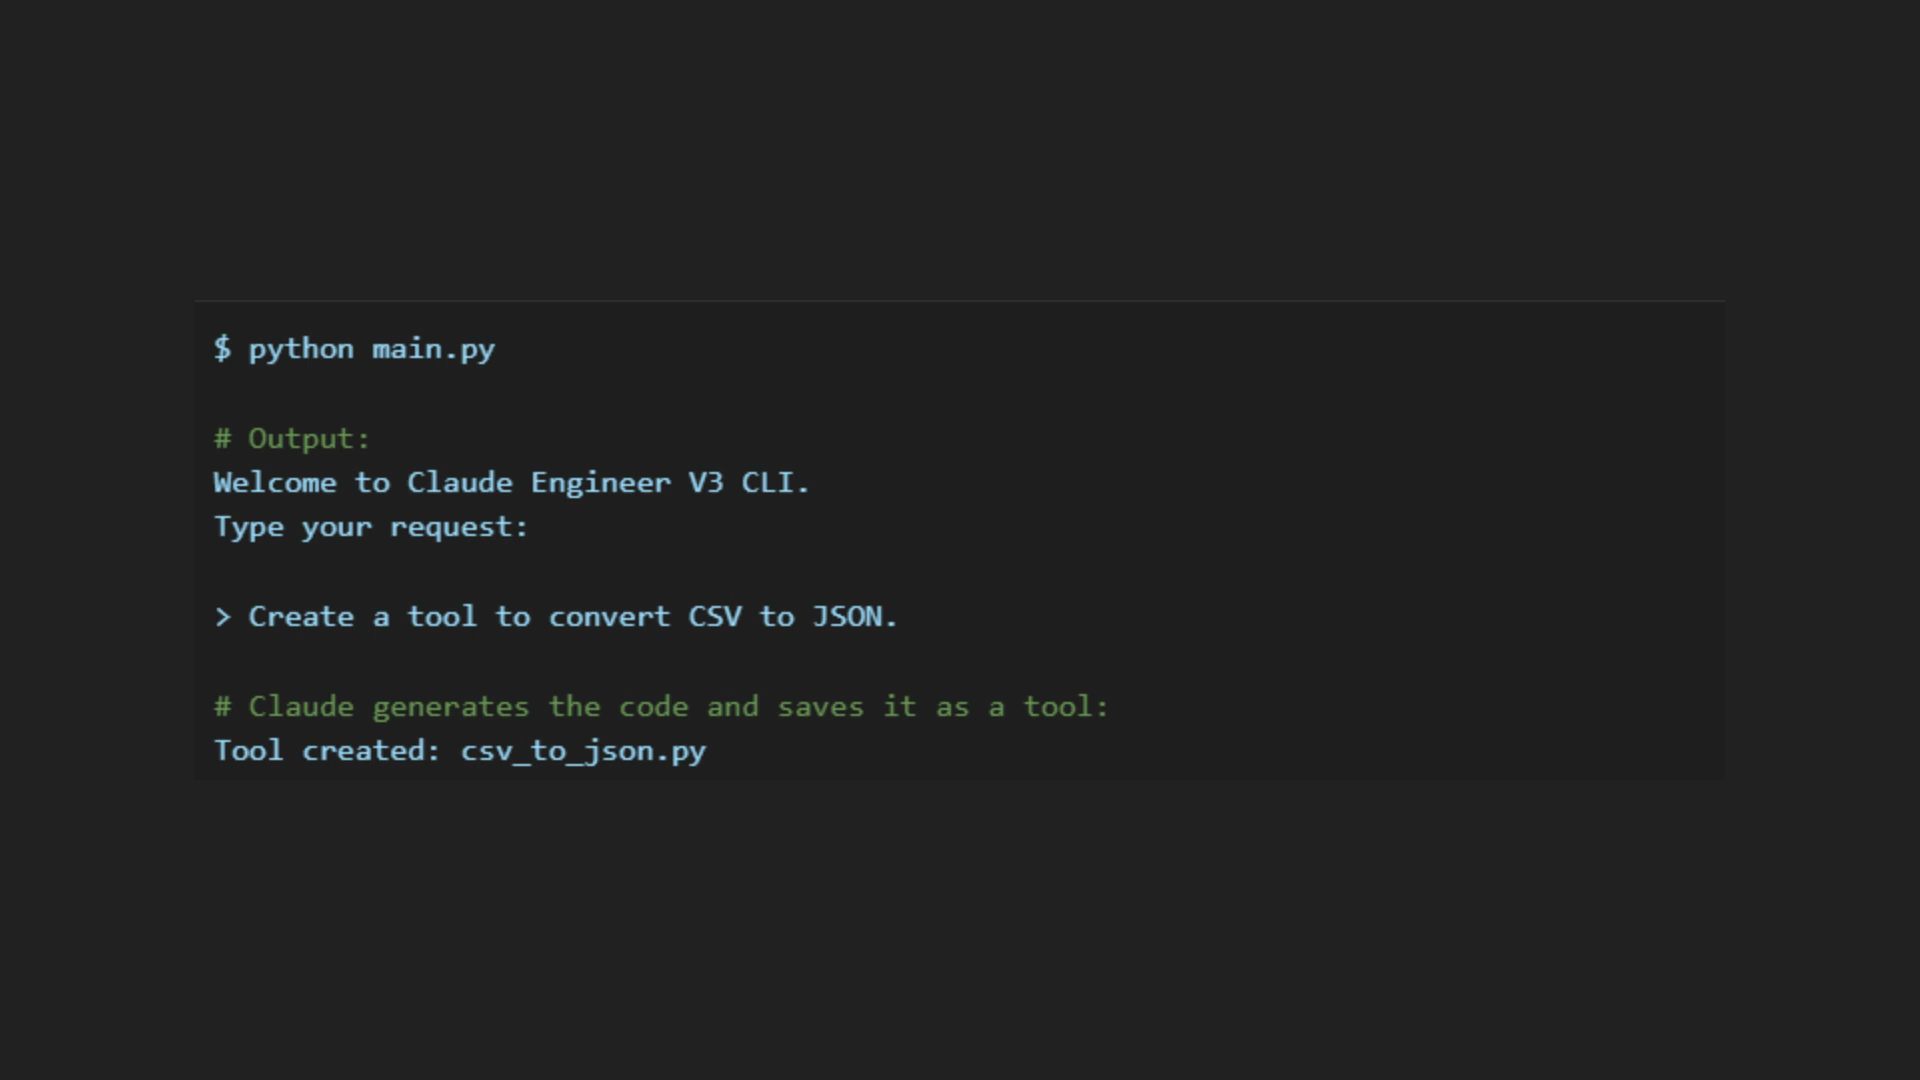 $ python main.py
# Output:
Welcome to Claude Engineer V3 CLI.
Type your request:
> Create a tool to convert CSV to JSON.
# Claude generates the code and saves it as a tool:
Tool created: csv_to_json.py